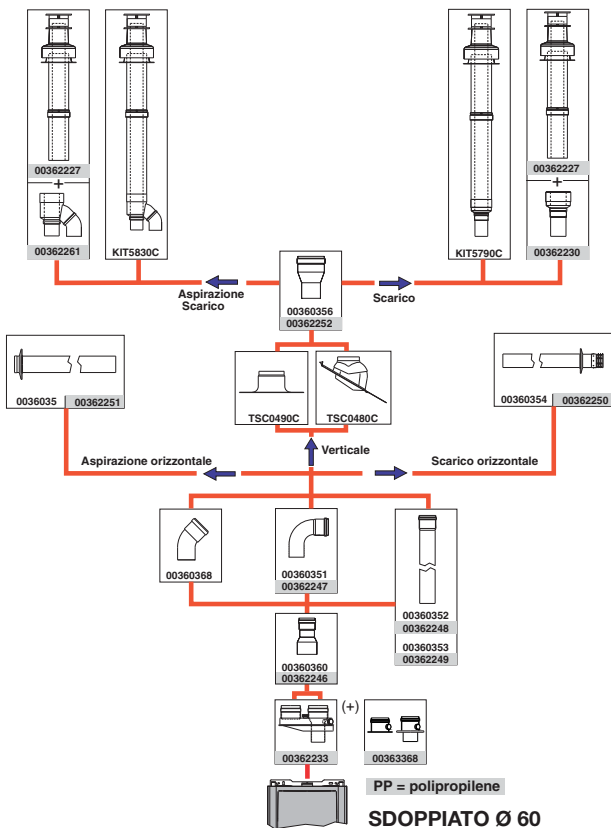 00362227
+
00362261
KIT5830C
KIT5790C
00362227
+
00362230
Aspirazione
Scarico
Scarico
00360356
00362252
0036035
00362251
TSC0490C
TSC0480C
00360354
00362250
Aspirazione orizzontale
Verticale
Scarico orizzontale
00360368
00360351
00362247
00360352
00362248
00360353
00362249
00360360
00362246
(+)
00362233
00363368
PP = polipropilene
SDOPPIATO Ø 60